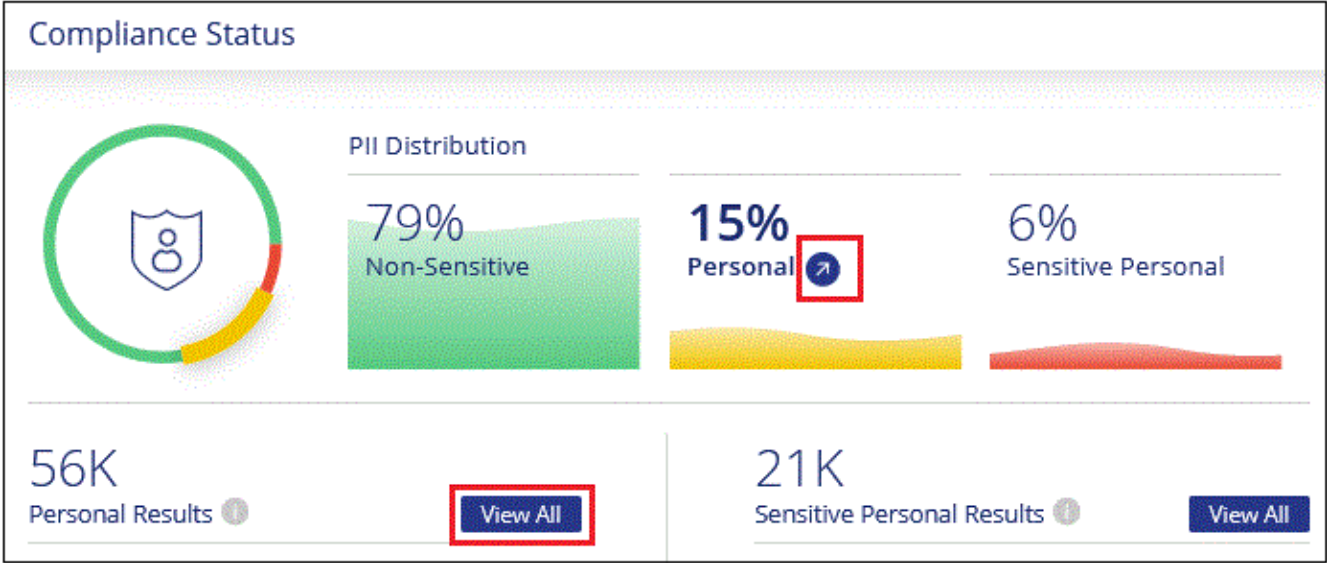 Compliance Status
PII Distribution
79%
Non-Sensitive
15%
Personal
6%
Sensitive Personal
56K
Personal Results i
View All
21K
Sensitive Personal Results i
View All